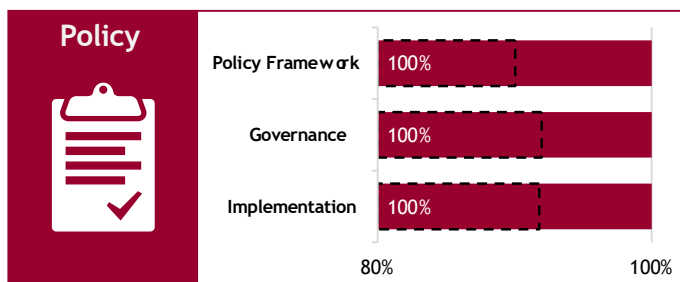 Policy
Policy Framework
100%
Governance
100%
Implementation
100%
80%
100%